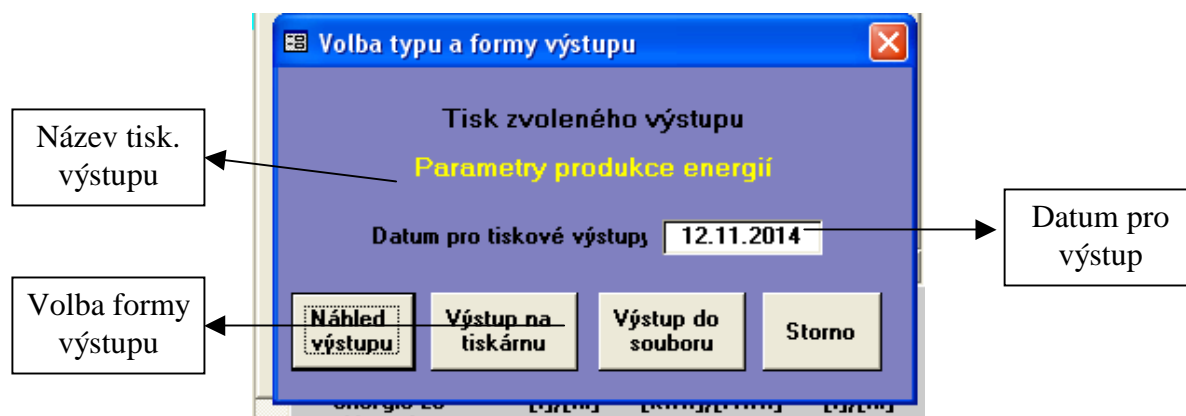 Volba typu a formy výstupu
Tisk zvoleného výstupu
Název tisk.
výstupu
Parametry produkce energií
Datum pro tiskové výstupy
12.11.2014
Datum pro
výstup
Volba formy
výstupu
Náhled
výstupu
Výstup na
tiskárnu
Výstup do
souboru
Storno